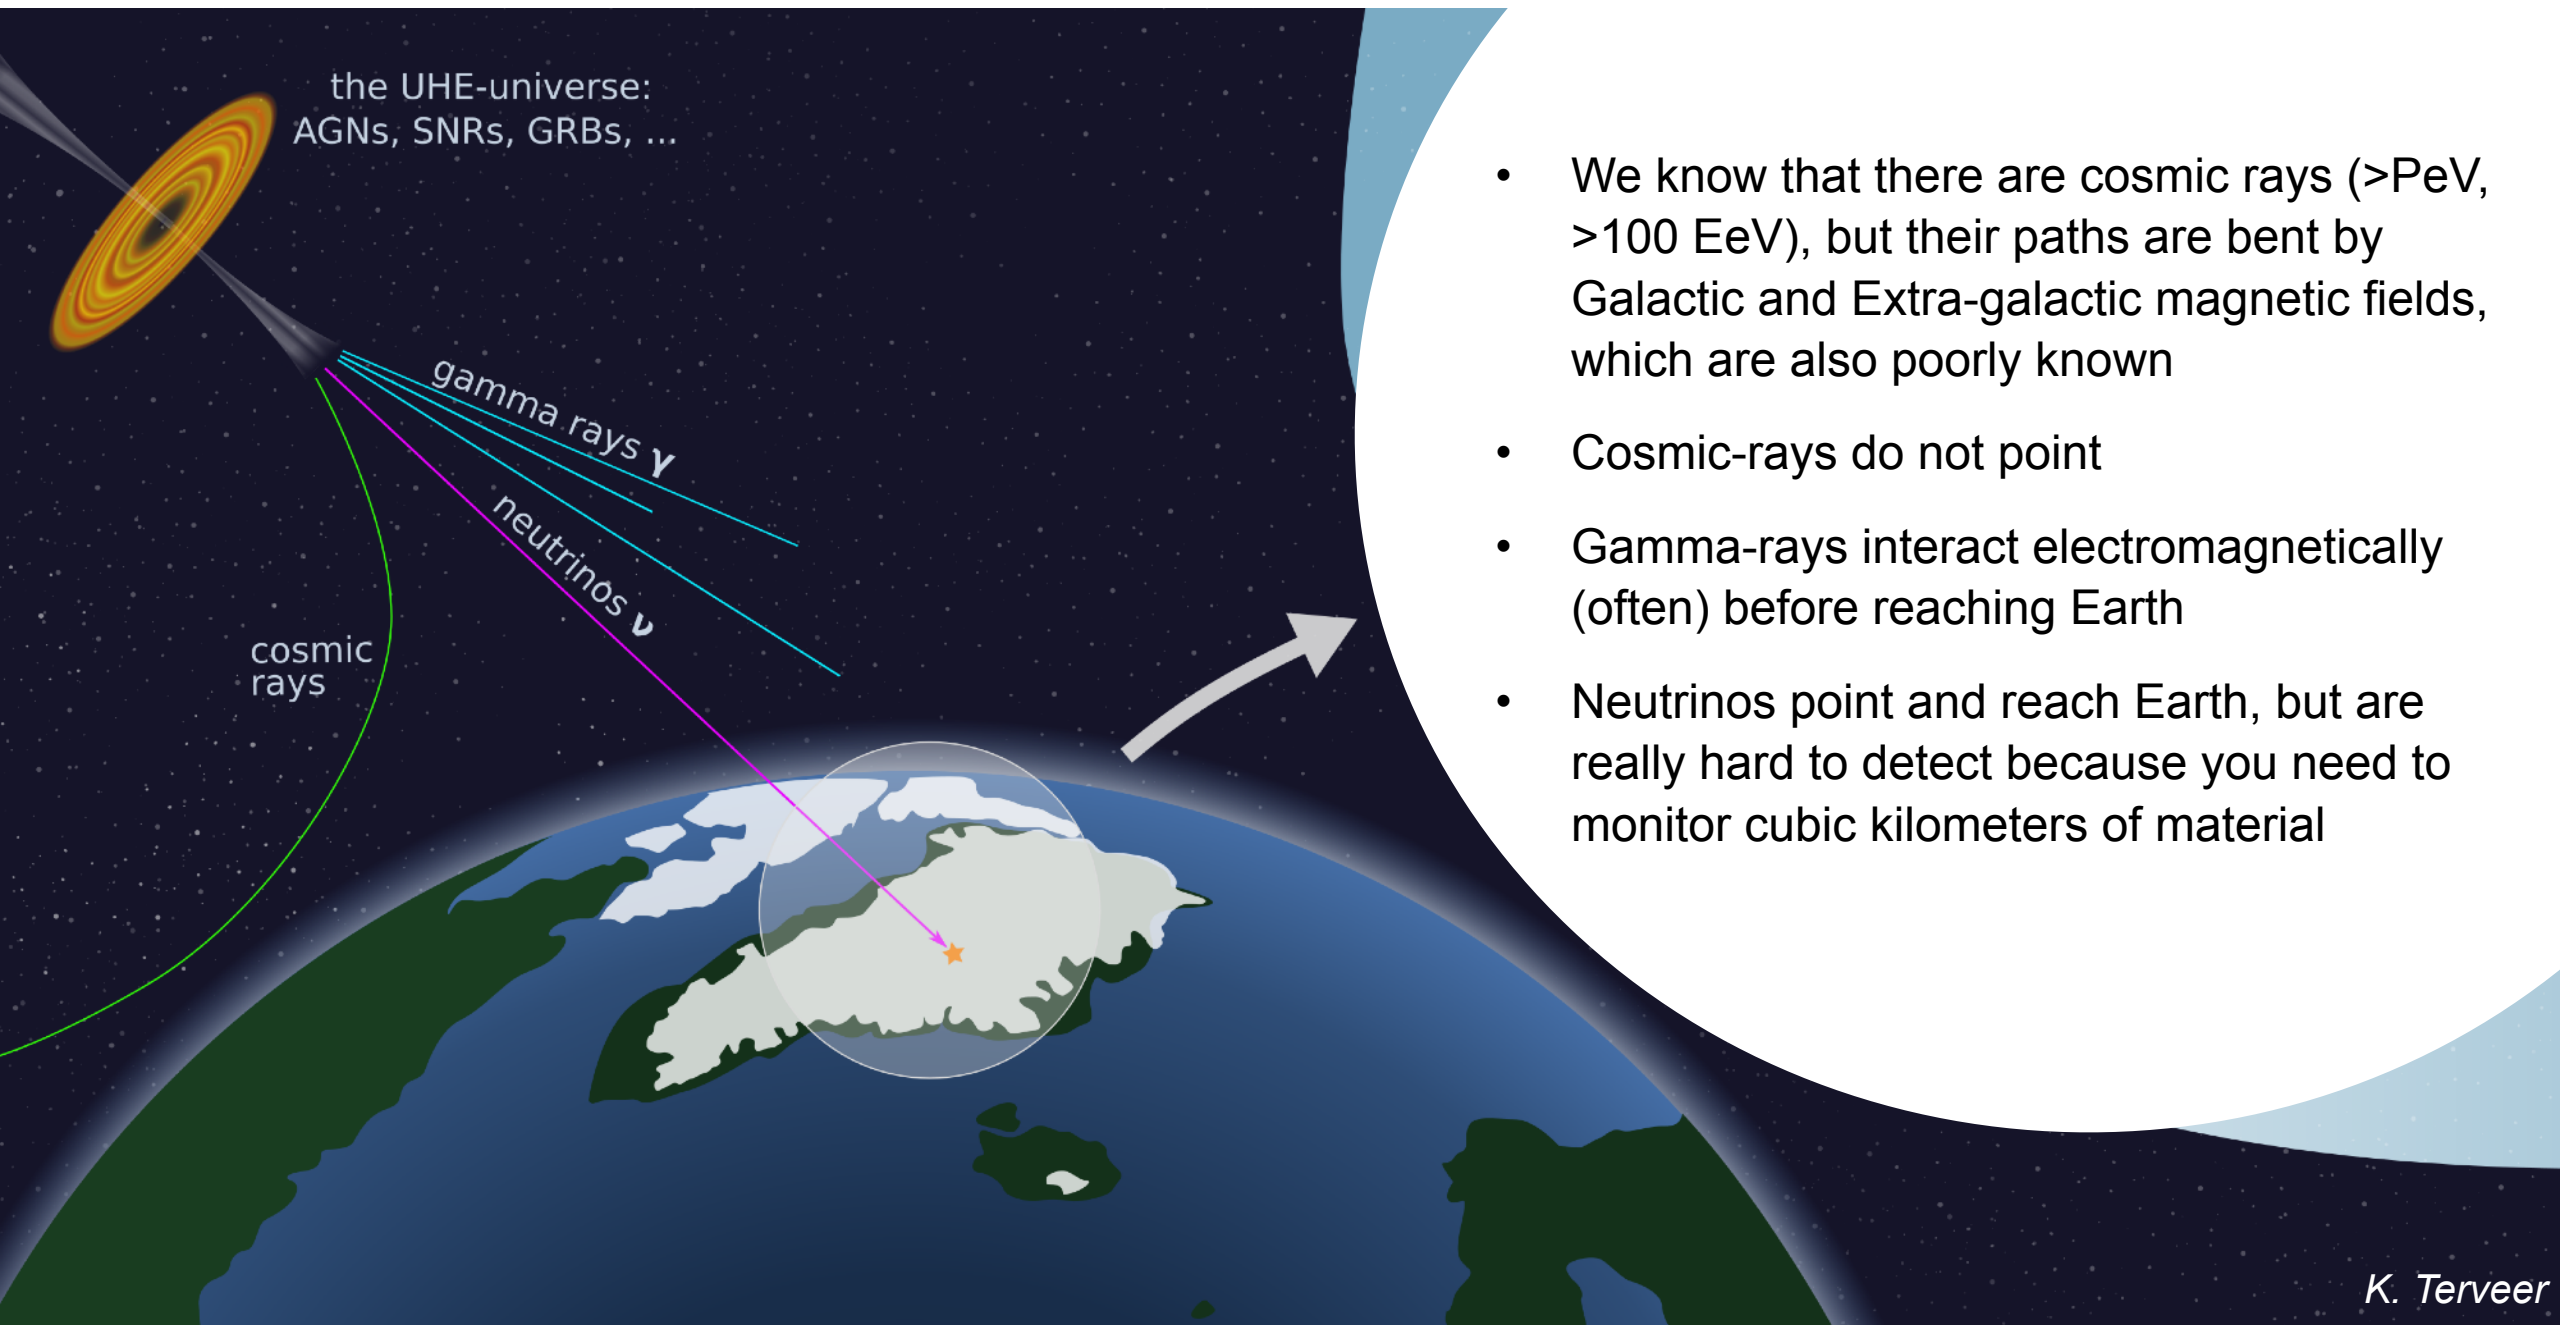 the UHE-universe:
AGNs, SNRs, GRBs, ...
gamma rays γ
neutrinos ν
cosmic
rays
• We know that there are cosmic rays (>PeV,
>100 EeV), but their paths are bent by
Galactic and Extra-galactic magnetic fields,
which are also poorly known
• Cosmic-rays do not point
• Gamma-rays interact electromagnetically
(often) before reaching Earth
• Neutrinos point and reach Earth, but are
really hard to detect because you need to
monitor cubic kilometers of material
K. Terveer